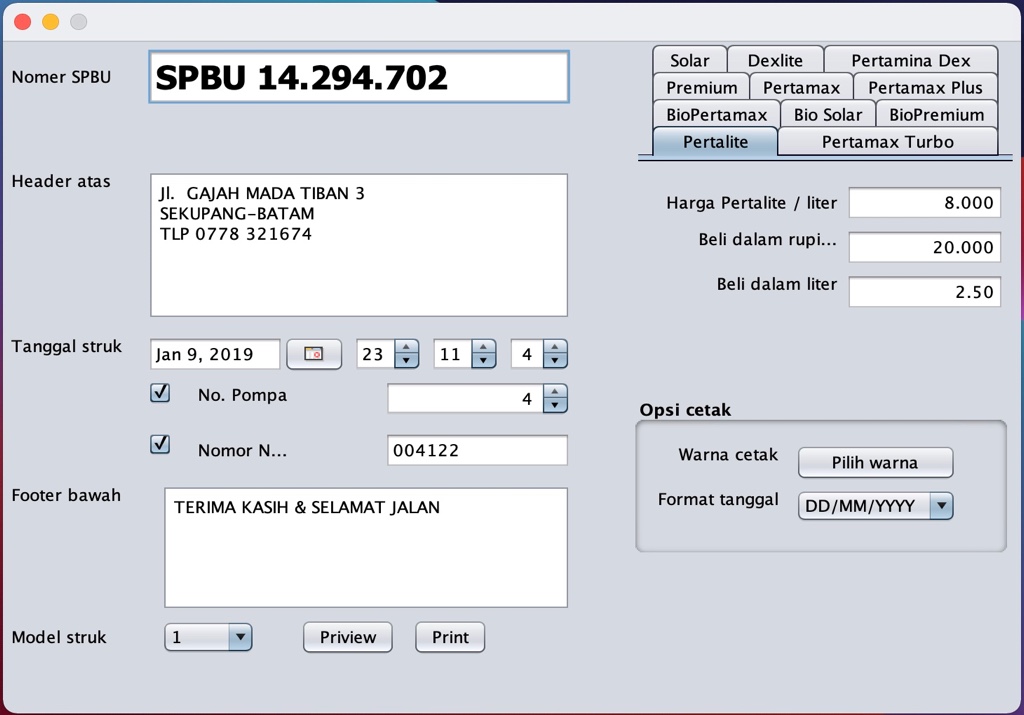 Nomer SPBU
SPBU 14.294.702
Solar
Dexlite
Pertamina Dex
Premium
Pertamax
Pertamax Plus
BioPertamax
Bio Solar
BioPremium
Pertalite
Pertamax Turbo
Header atas
Jl.  GAJAH MADA TIBAN 3
SEKUPANG-BATAM
TLP 0778 321674
Harga Pertalite / liter
8.000
Beli dalam rupi...
20.000
Beli dalam liter
2.50
Tanggal struk
Jan 9, 2019
23
11
4
No. Pompa
4
Nomor N...
004122
Opsi cetak
Warna cetak
Pilih warna
Format tanggal
DD/MM/YYYY
Footer bawah
TERIMA KASIH & SELAMAT JALAN
Model struk
1
Priview
Print